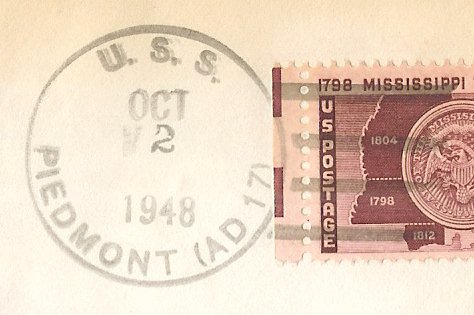 U. S. S.
OCT
2
1948
PIEDMONT (AD 17)
1798 MISSISSIPPI
US POSTAGE
1804
1798
1812